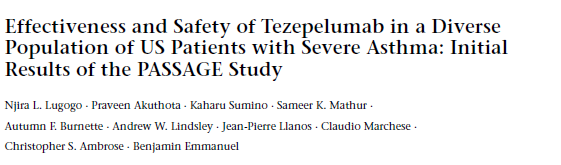 Effectiveness and Safety of Tezepelumab in a Diverse
Population of US Patients with Severe Asthma: Initial
Results of the PASSAGE Study
Njira L. Lugogo · Praveen Akuthota · Kaharu Sumino · Sameer K. Mathur ·
Autumn F. Burnette · Andrew W. Lindsley · Jean-Pierre Llanos · Claudio Marchese ·
Christopher S. Ambrose · Benjamin Emmanuel